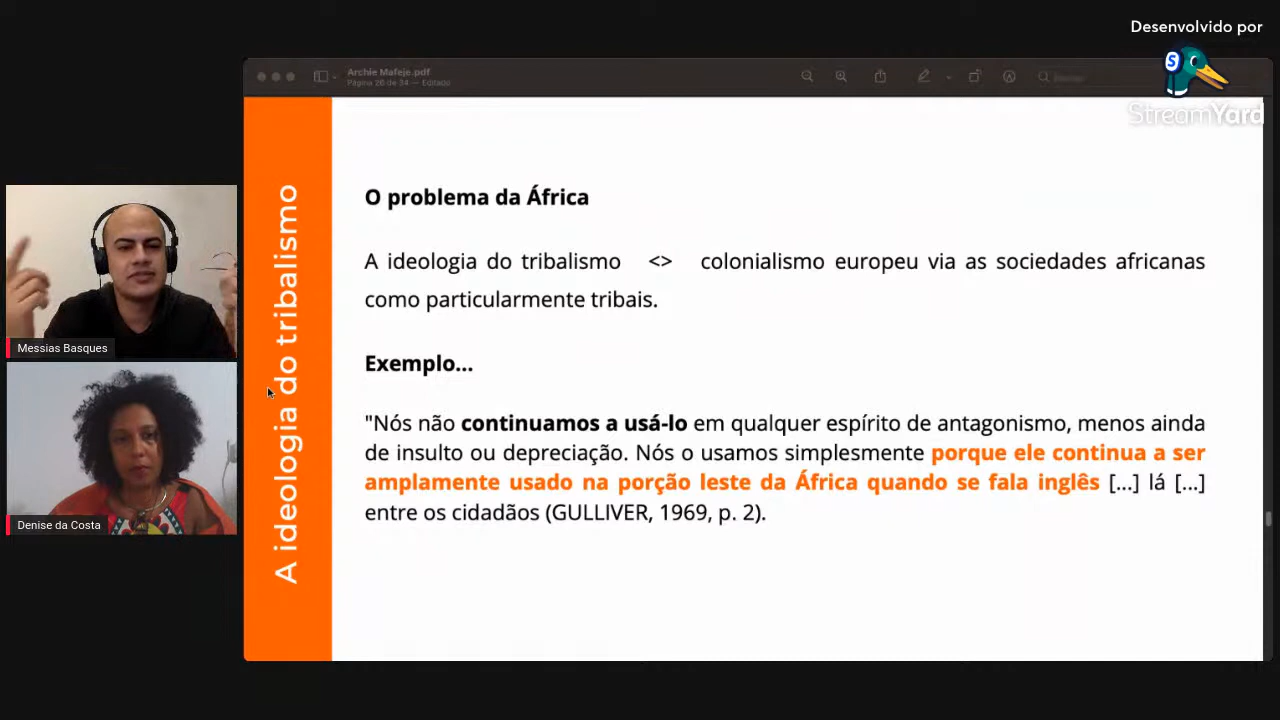 Desenvolvido por
S
StreamYard
Archie Mafeje.pdf
Página 26 de 34 — Editado
A ideologia do tribalismo
O problema da África
A ideologia do tribalismo <> colonialismo europeu via as sociedades africanas
como particularmente tribais.
Exemplo...
"Nós não continuamos a usá-lo em qualquer espírito de antagonismo, menos ainda
de insulto ou depreciação. Nós o usamos simplesmente porque ele continua a ser
amplamente usado na porção leste da África quando se fala inglês [...] lá [...]
entre os cidadãos (GULLIVER, 1969, p. 2).
Messias Basques
Denise da Costa